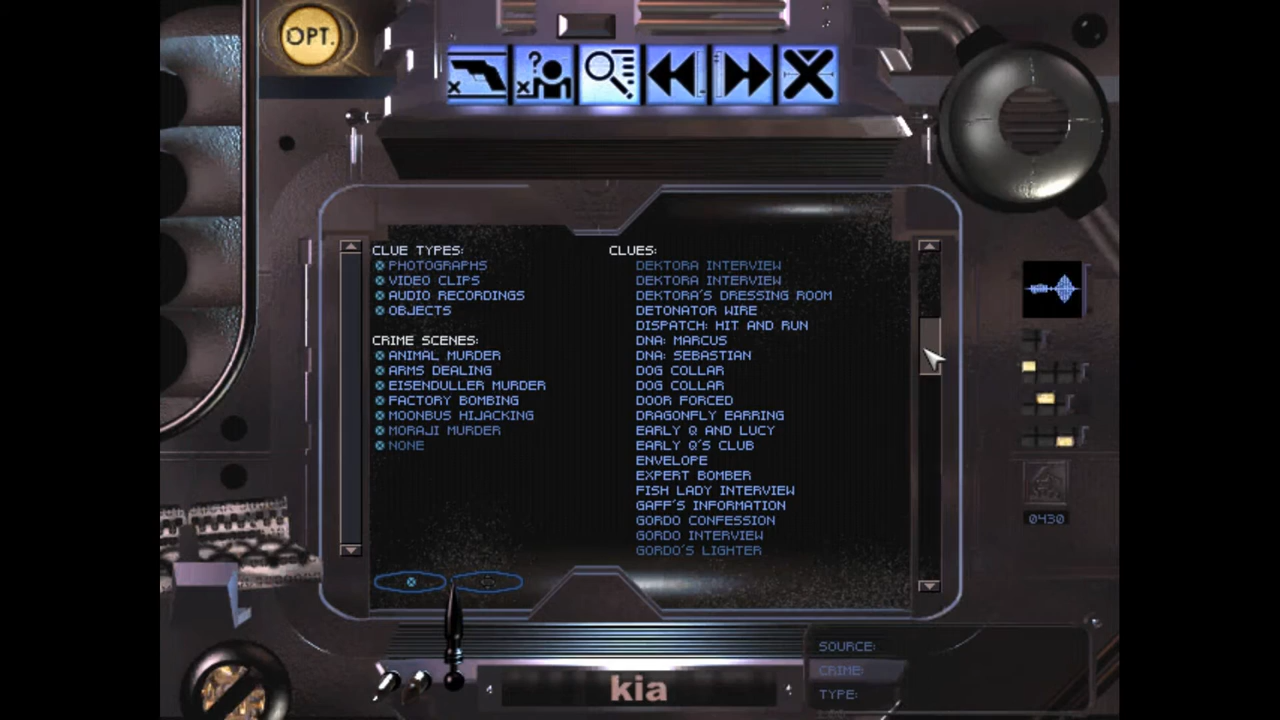 OPT.
CLUE TYPES:
PHOTOGRAPHS
VIDEO CLIPS
AUDIO RECORDINGS
OBJECTS
CRIME SCENES:
ANIMAL MURDER
ARMS DEALING
EISENDULLER MURDER
FACTORY BOMBING
MOONBUS HIJACKING
MORAJI MURDER
NONE
CLUES:
DEKTORA INTERVIEW
DEKTORA INTERVIEW
DEKTORA'S DRESSING ROOM
DETONATOR WIRE
DISPATCH: HIT AND RUN
DNA: MARCUS
DNA: SEBASTIAN
DOG COLLAR
DOG COLLAR
DOOR FORCED
DRAGONFLY EARRING
EARLY Q AND LUCY
EARLY Q'S CLUB
ENVELOPE
EXPERT BOMBER
FISH LADY INTERVIEW
GAFF'S INFORMATION
GORDO CONFESSION
GORDO INTERVIEW
GORDO'S LIGHTER
0430
SOURCE:
CRIME:
TYPE:
kia